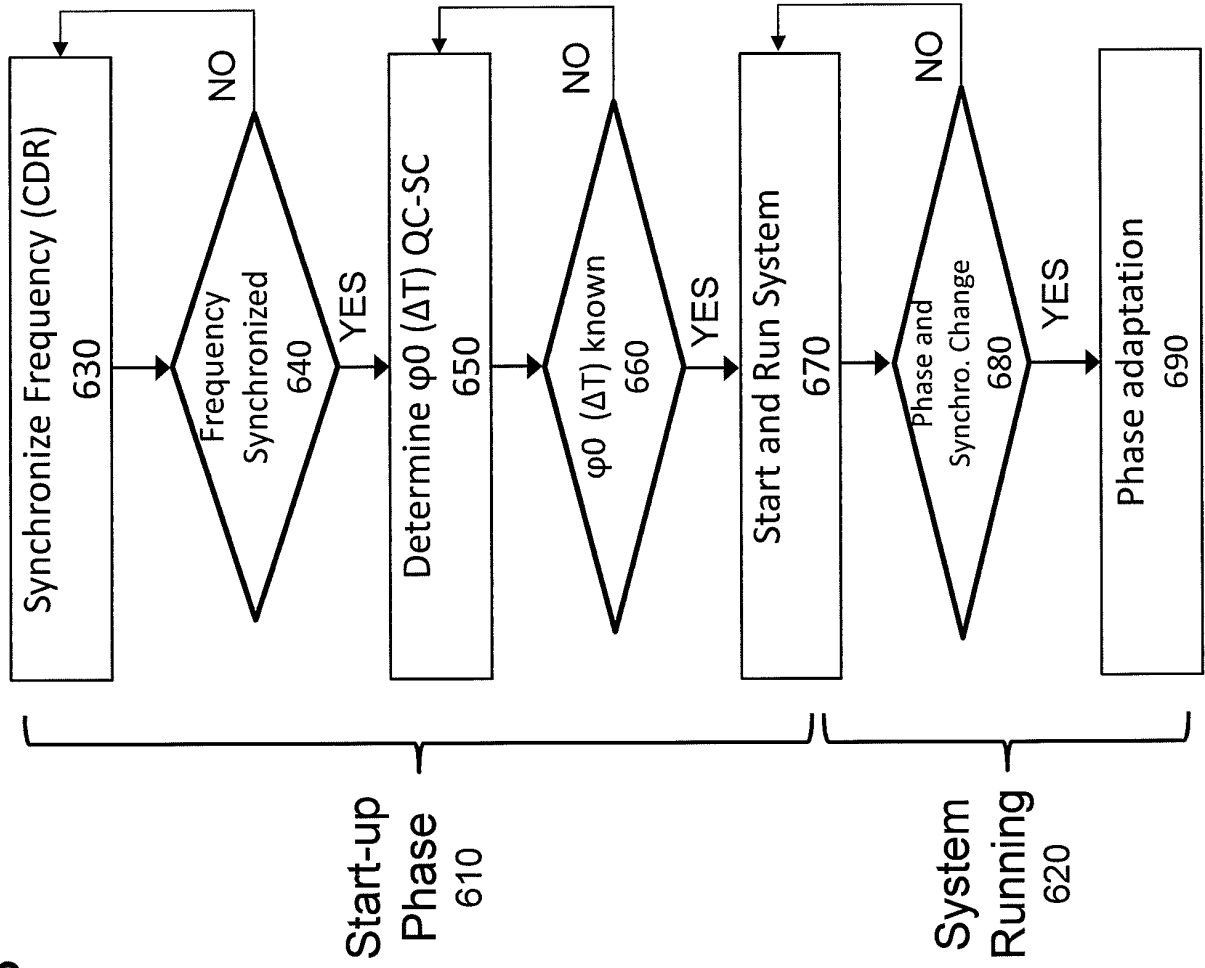 Synchronize Frequency (CDR)
630
NO
Frequency
Synchronized
640
YES
Determine φ0 (ΔT) QC-SC
650
NO
φ0 (ΔT) known
660
YES
Start and Run System
670
NO
Phase and
Synchro. Change
680
YES
Phase adaptation
690
Start-up
Phase
610
System
Running
620